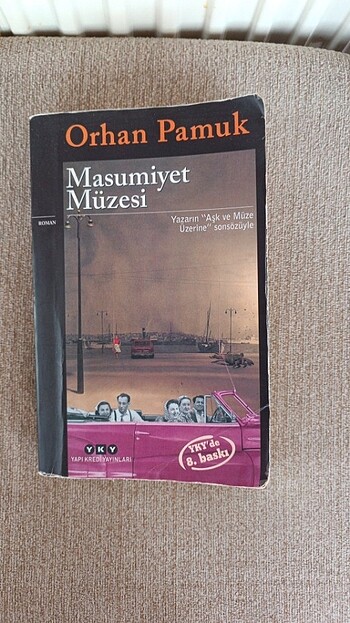 Orhan Pamuk
Masumiyet
Müzesi
Yazarın "Aşk ve Müze
Üzerine" sonsözüyle
ROMAN
YKY'de
8. baskı
YKY
YAPI KREDİ YAYINLARI